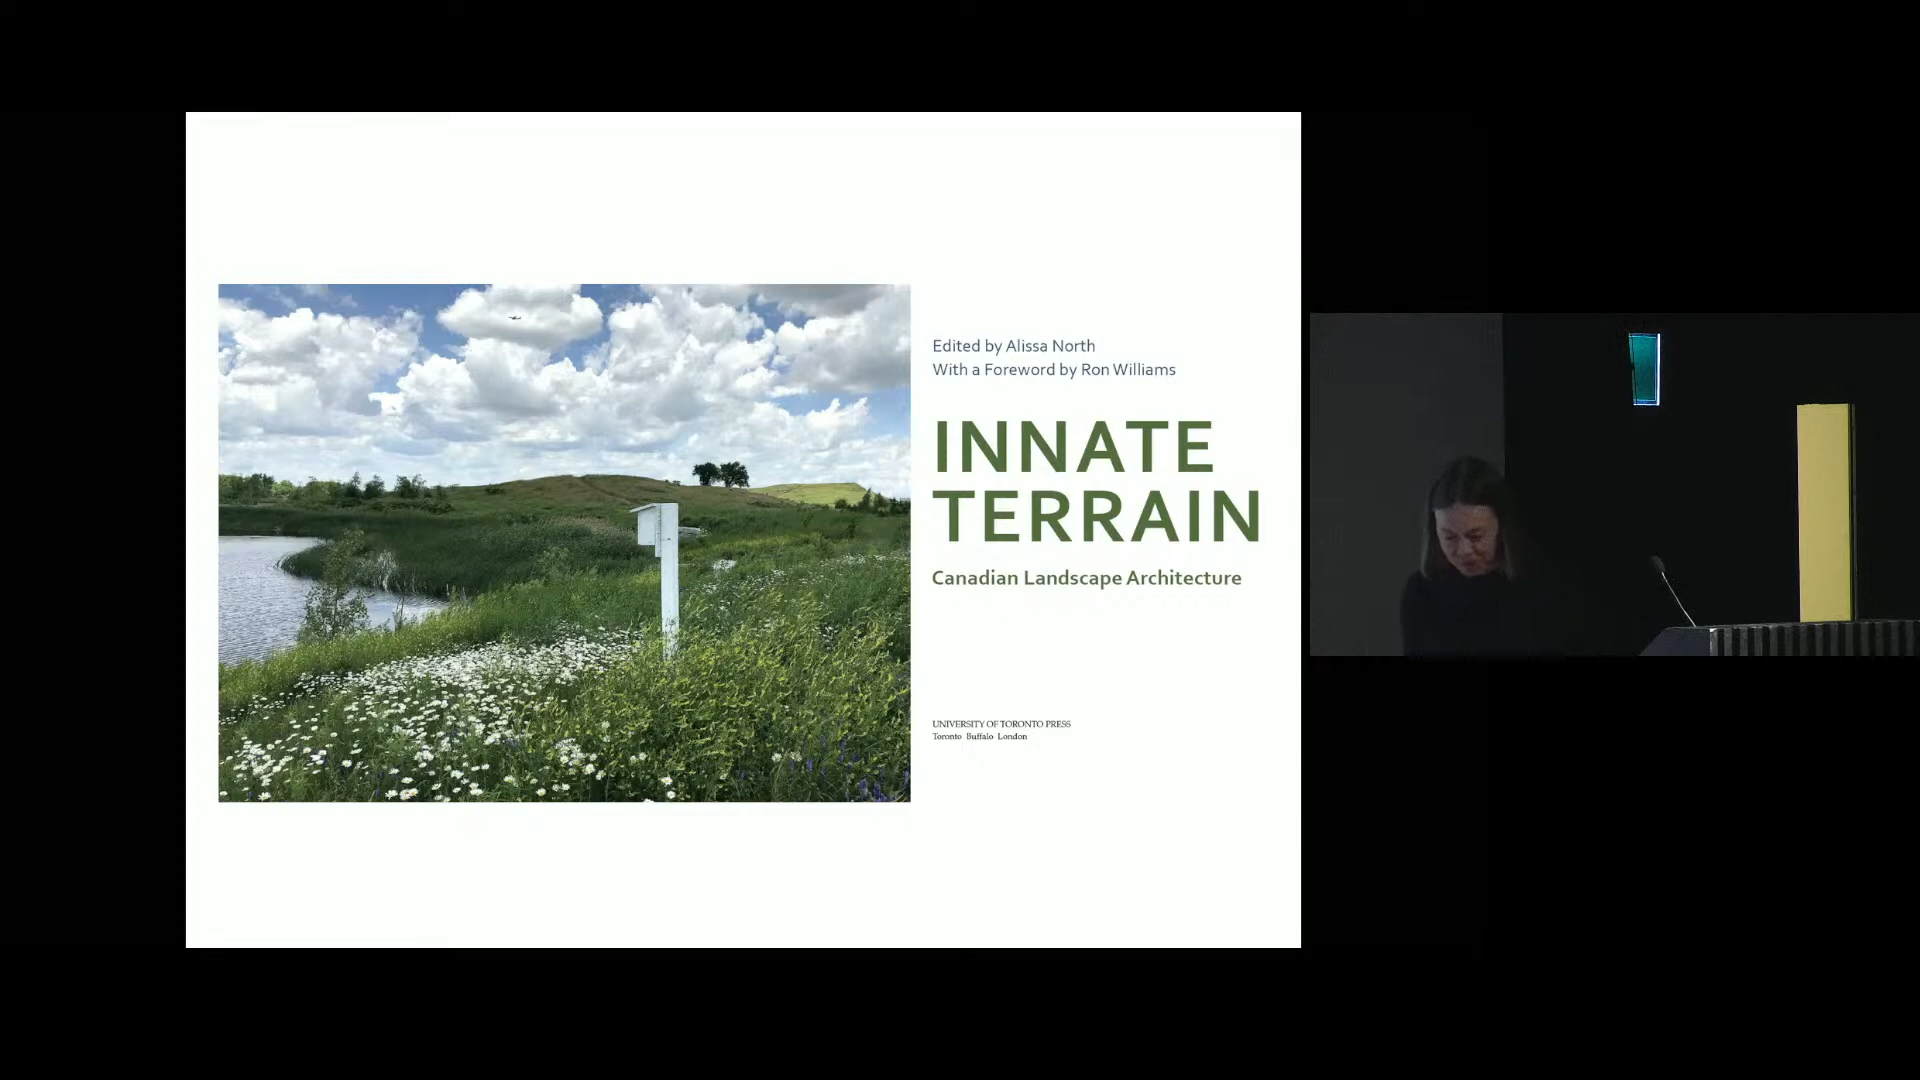 Edited by Alissa North
With a Foreword by Ron Williams
INNATE
TERRAIN
Canadian Landscape Architecture
UNIVERSITY OF TORONTO PRESS
Toronto Buffalo London